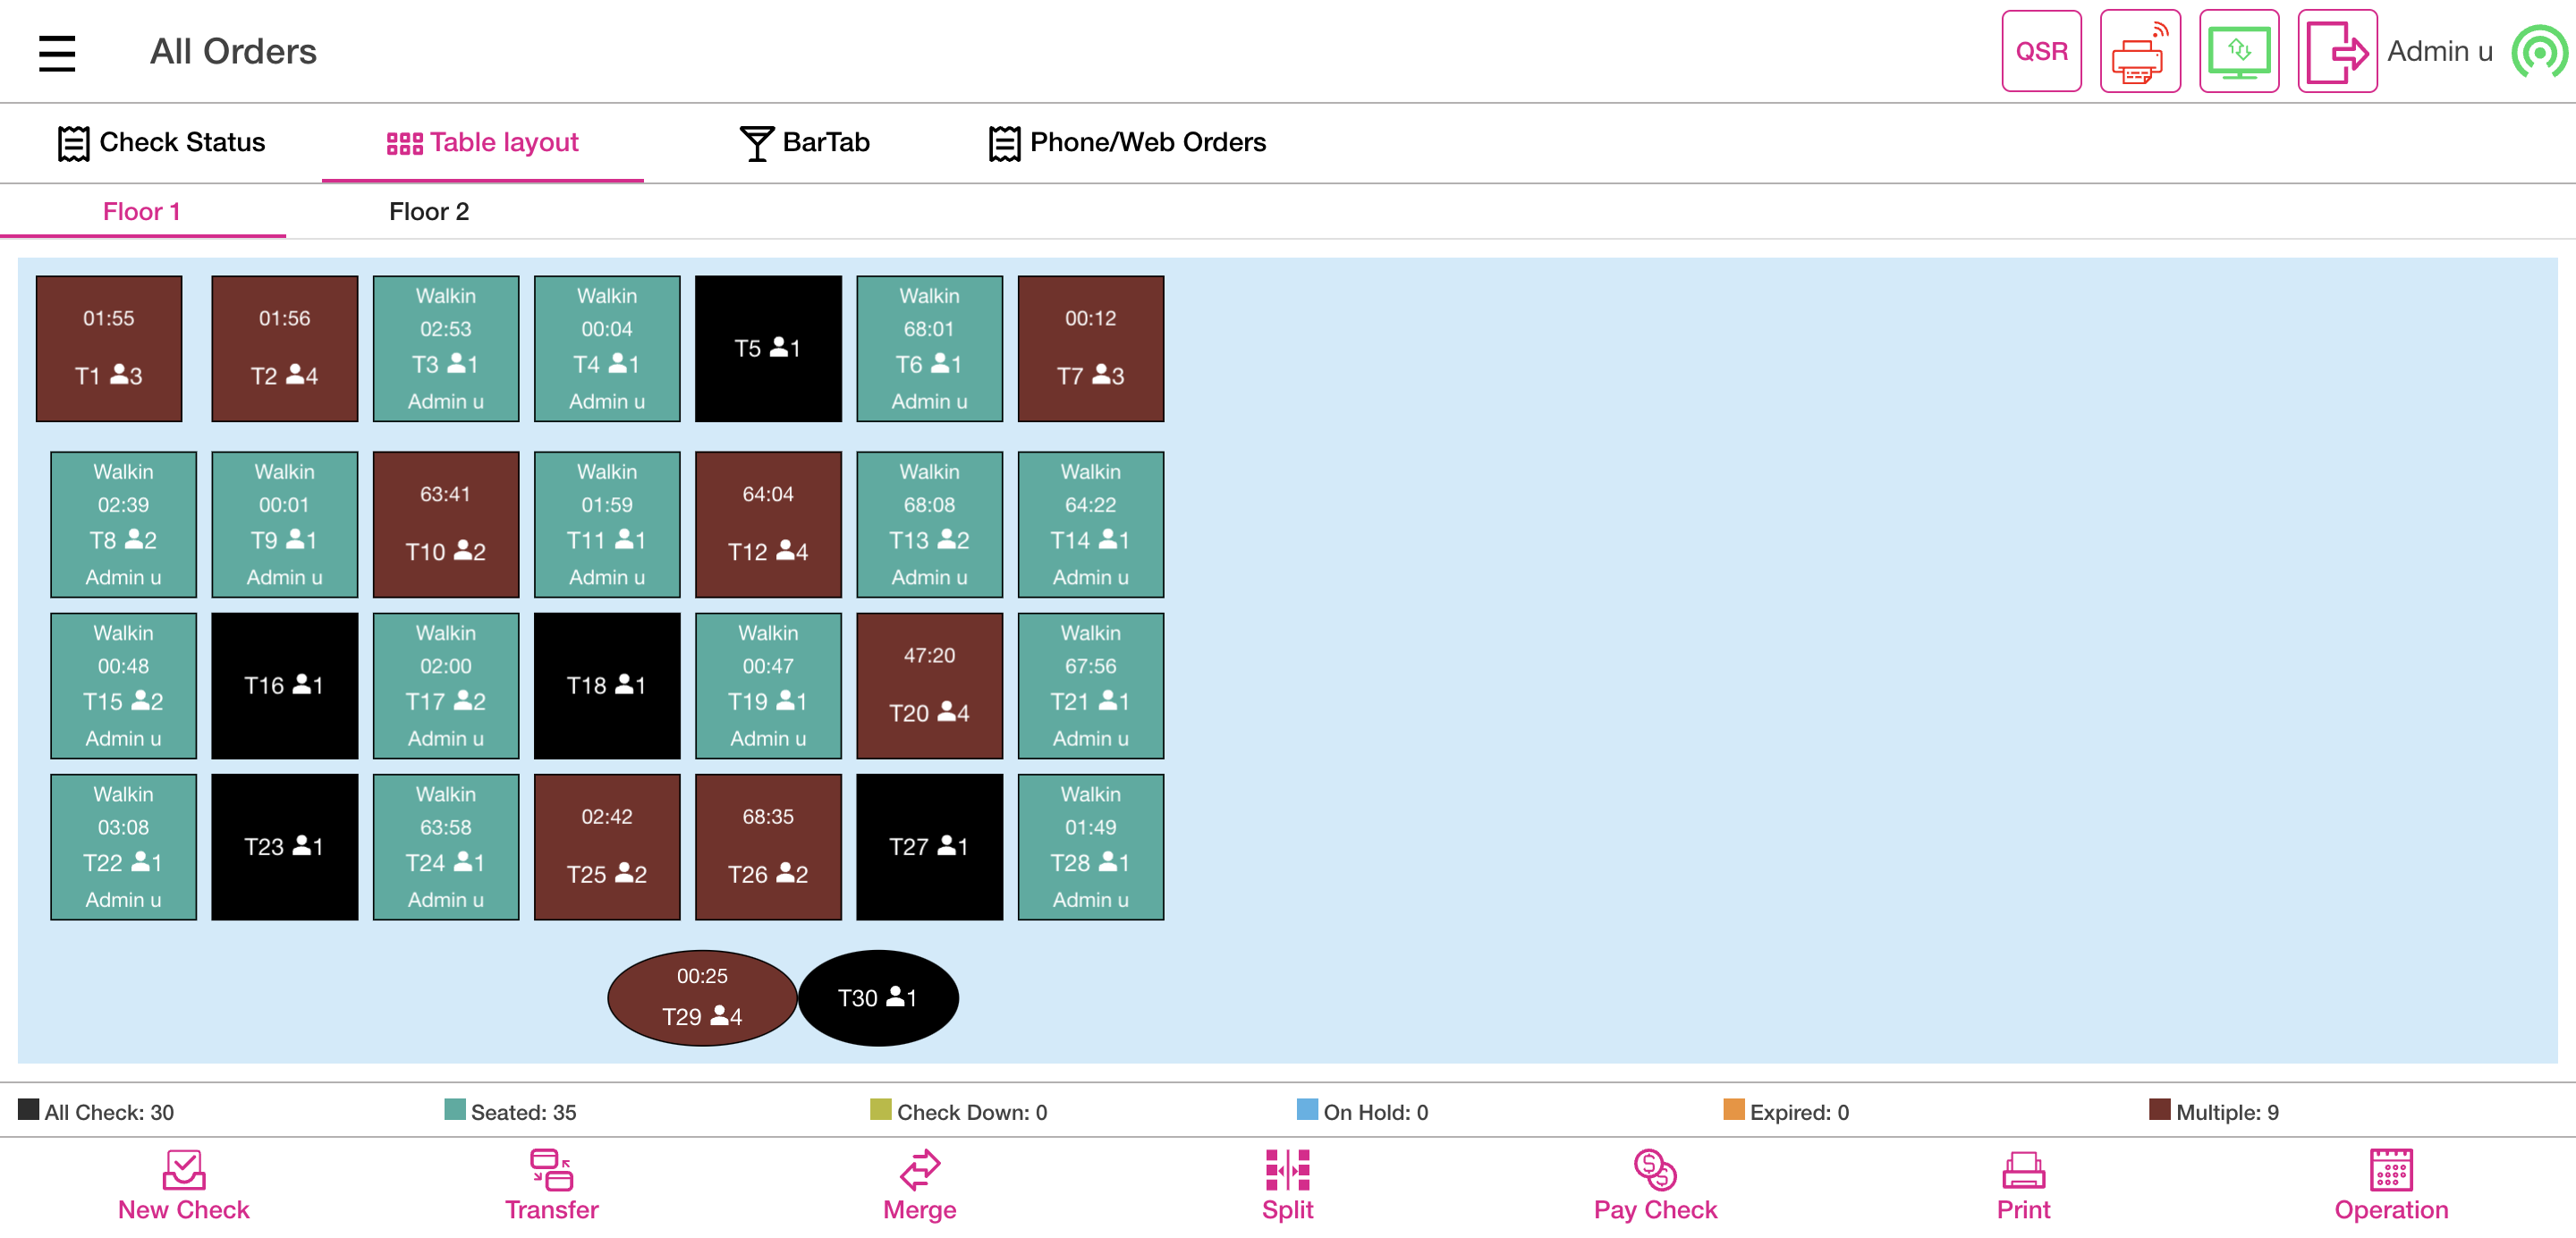 All Orders
QSR
Admin u
Check Status
Table layout
BarTab
Phone/Web Orders
Floor 1
Floor 2
01:55
T1 3
01:56
T2 4
Walkin
02:53
T3 1
Admin u
Walkin
00:04
T4 1
Admin u
T5 1
Walkin
68:01
T6 1
Admin u
00:12
T7 3
Walkin
02:39
T8 2
Admin u
Walkin
00:01
T9 1
Admin u
63:41
T10 2
Walkin
01:59
T11 1
Admin u
64:04
T12 4
Walkin
68:08
T13 2
Admin u
Walkin
64:22
T14 1
Admin u
Walkin
00:48
T15 2
Admin u
T16 1
Walkin
02:00
T17 2
Admin u
T18 1
Walkin
00:47
T19 1
Admin u
47:20
T20 4
Walkin
67:56
T21 1
Admin u
Walkin
03:08
T22 1
Admin u
T23 1
Walkin
63:58
T24 1
Admin u
02:42
T25 2
68:35
T26 2
T27 1
Walkin
01:49
T28 1
Admin u
00:25
T29 4
T30 1
All Check: 30
Seated: 35
Check Down: 0
On Hold: 0
Expired: 0
Multiple: 9
New Check
Transfer
Merge
Split
Pay Check
Print
Operation